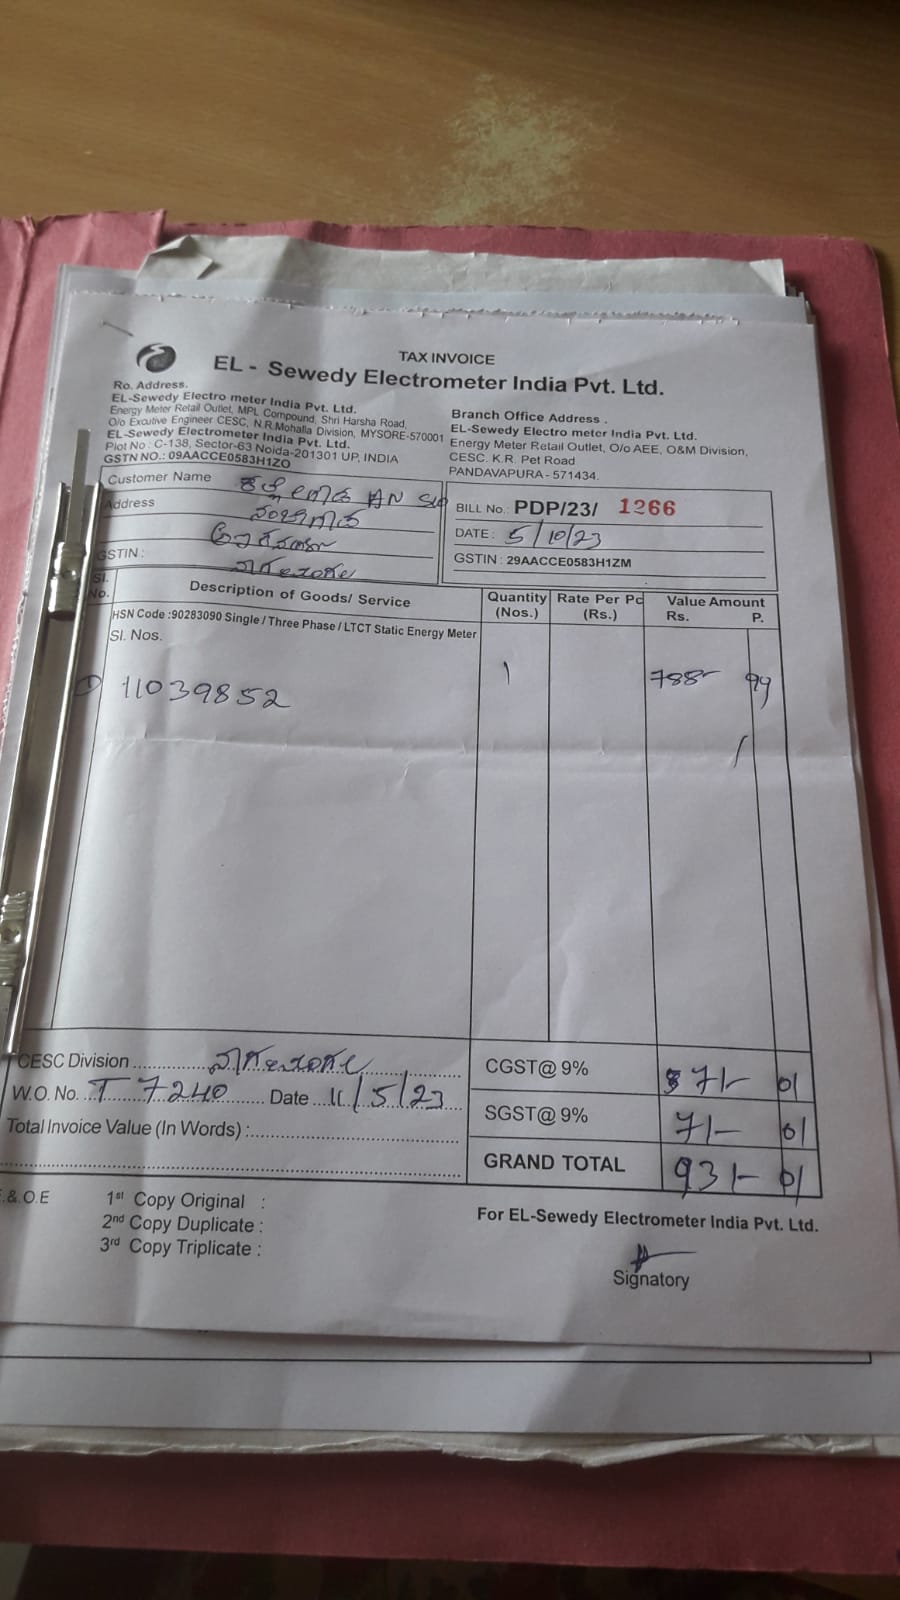 TAX INVOICE
EL - Sewedy Electrometer India Pvt. Ltd.
Ro. Address.
EL-Sewedy Electro meter India Pvt. Ltd.
Energy Meter Retail Outlet, MPL Compound, Shri Harsha Road,
O/o Excutive Engineer CESC, N.R.Mohalla Division, MYSORE-570001
EL-Sewedy Electrometer India Pvt. Ltd.
Plot No : C-138, Sector-63 Noida-201301 UP, INDIA
GSTN NO.: 09AACCE0583H1ZO
Branch Office Address .
EL-Sewedy Electro meter India Pvt. Ltd.
Energy Meter Retail Outlet, O/o AEE, O&M Division,
CESC. K.R. Pet Road
PANDAVAPURA - 571434.
Customer Name
Address
GSTIN :
BILL No.: PDP/23/ 1266
DATE : 5/10/23
GSTIN : 29AACCE0583H1ZM
Sl. No. Description of Goods/ Service Quantity (Nos.) Rate Per Pc (Rs.) Value Amount Rs. P.
HSN Code :90283090 Single / Three Phase / LTCT Static Energy Meter
Sl. Nos.
① 11039852 1 788- 99
CESC Division
W.O. No. T 7240 Date 11/5/23
Total Invoice Value (In Words) :
CGST@ 9% 71/- 01
SGST@ 9% 71- 01
GRAND TOTAL 931- 01
E.&.O.E
1st Copy Original :
2nd Copy Duplicate :
3rd Copy Triplicate :
For EL-Sewedy Electrometer India Pvt. Ltd.
Signatory